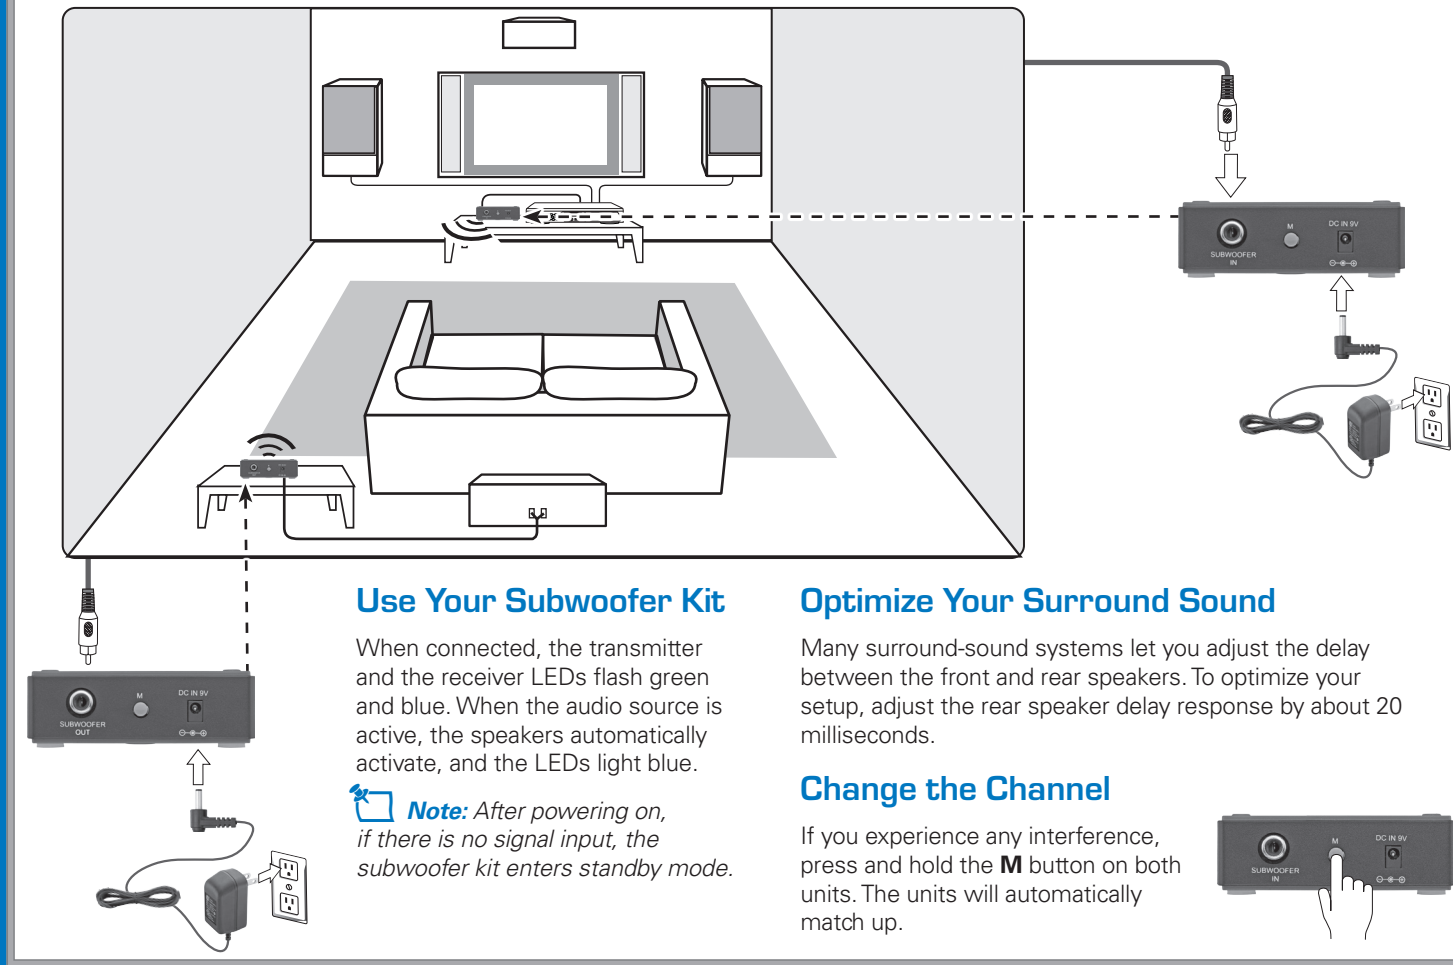 SUBWOOFER
IN
M
DC IN 9V
SUBWOOFER
OUT
M
DC IN 9V
Use Your Subwoofer Kit
When connected, the transmitter
and the receiver LEDs flash green
and blue. When the audio source is
active, the speakers automatically
activate, and the LEDs light blue.
Note: After powering on,
if there is no signal input, the
subwoofer kit enters standby mode.
Optimize Your Surround Sound
Many surround-sound systems let you adjust the delay
between the front and rear speakers. To optimize your
setup, adjust the rear speaker delay response by about 20
milliseconds.
Change the Channel
If you experience any interference,
press and hold the M button on both
units. The units will automatically
match up.
SUBWOOFER
IN
M
DC IN 9V